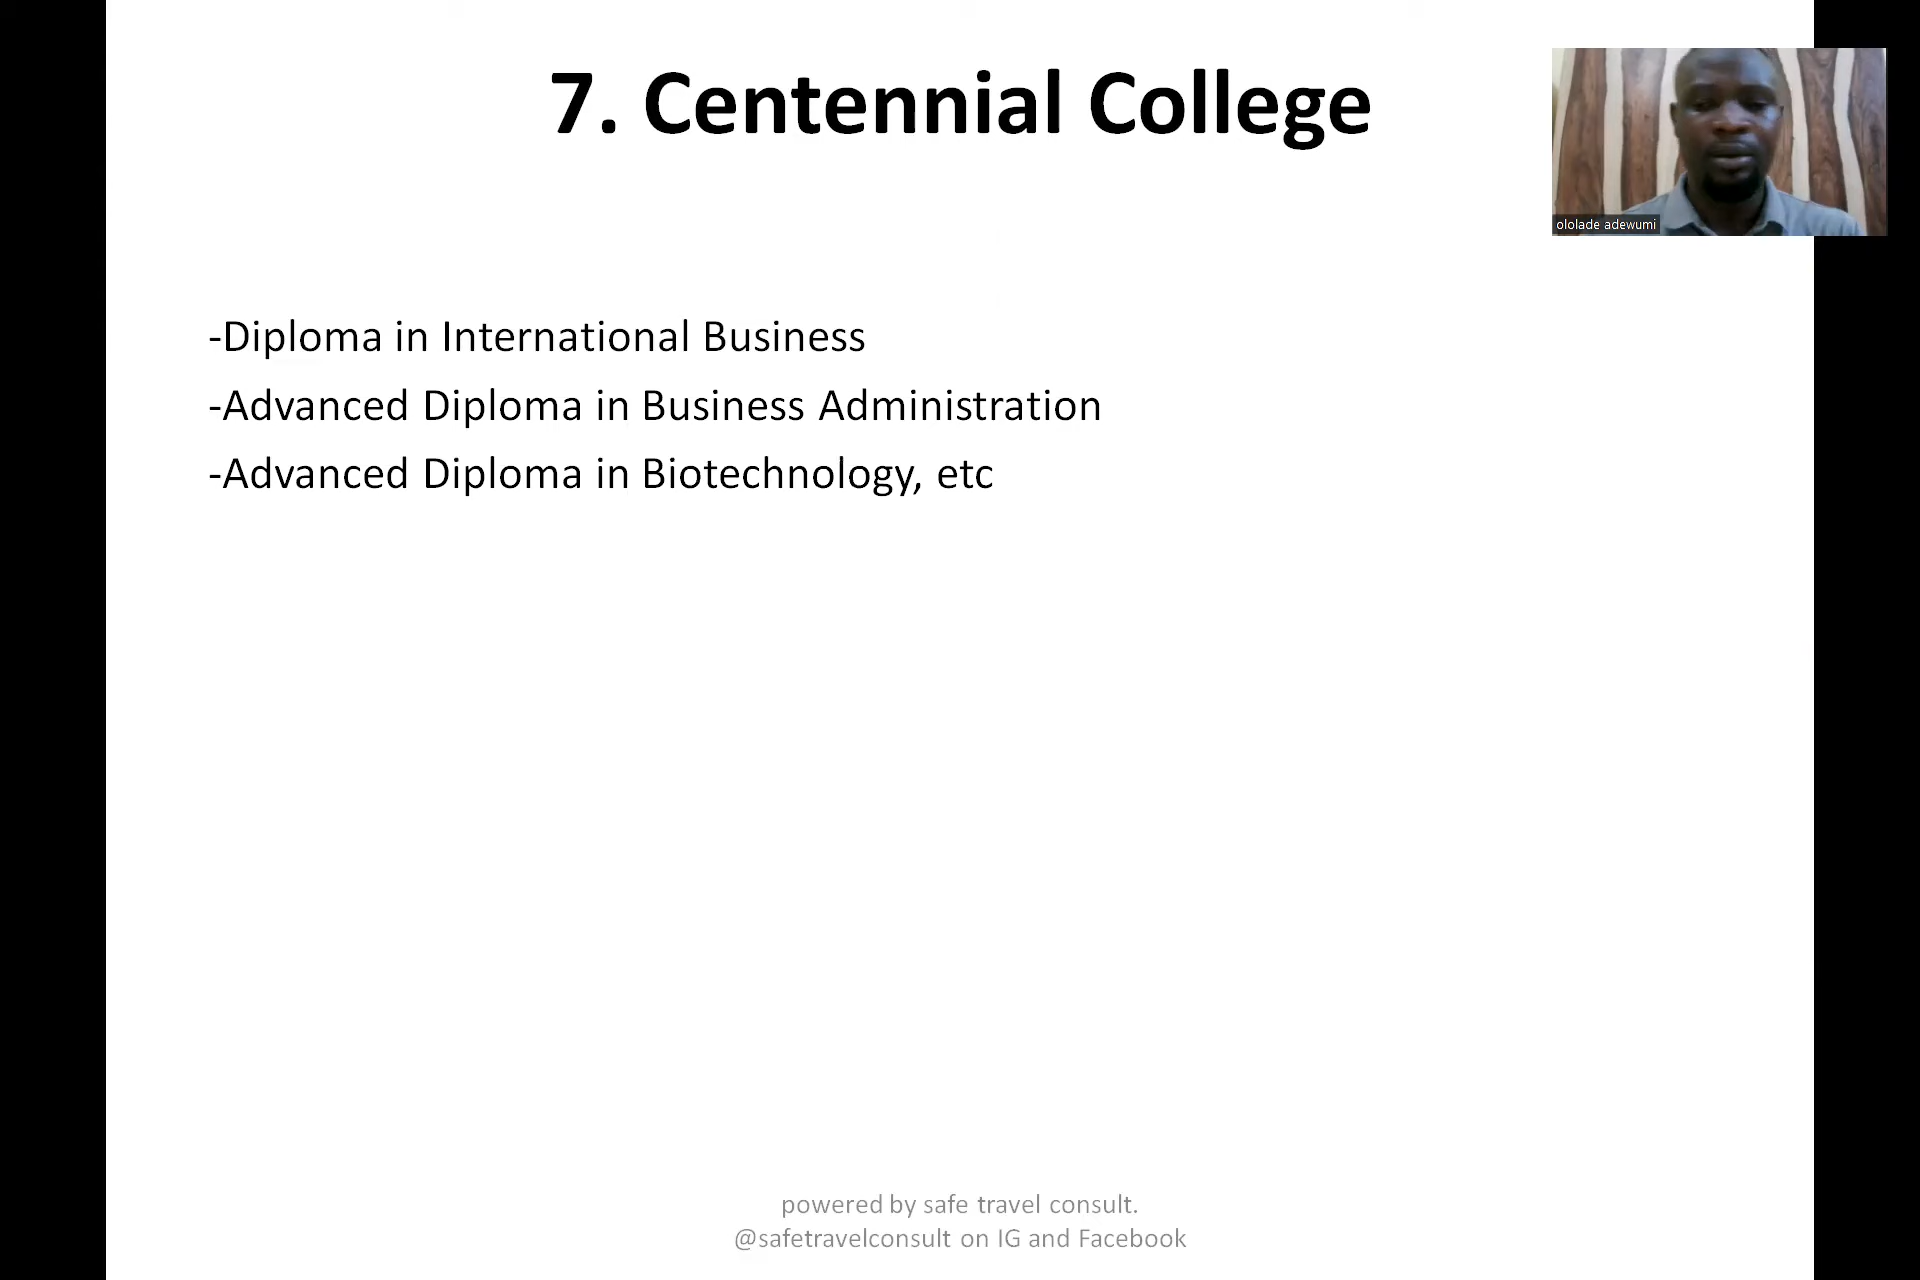 7. Centennial College
ololade adewumi
-Diploma in International Business
-Advanced Diploma in Business Administration
-Advanced Diploma in Biotechnology, etc
powered by safe travel consult.
@safetravelconsult on IG and Facebook